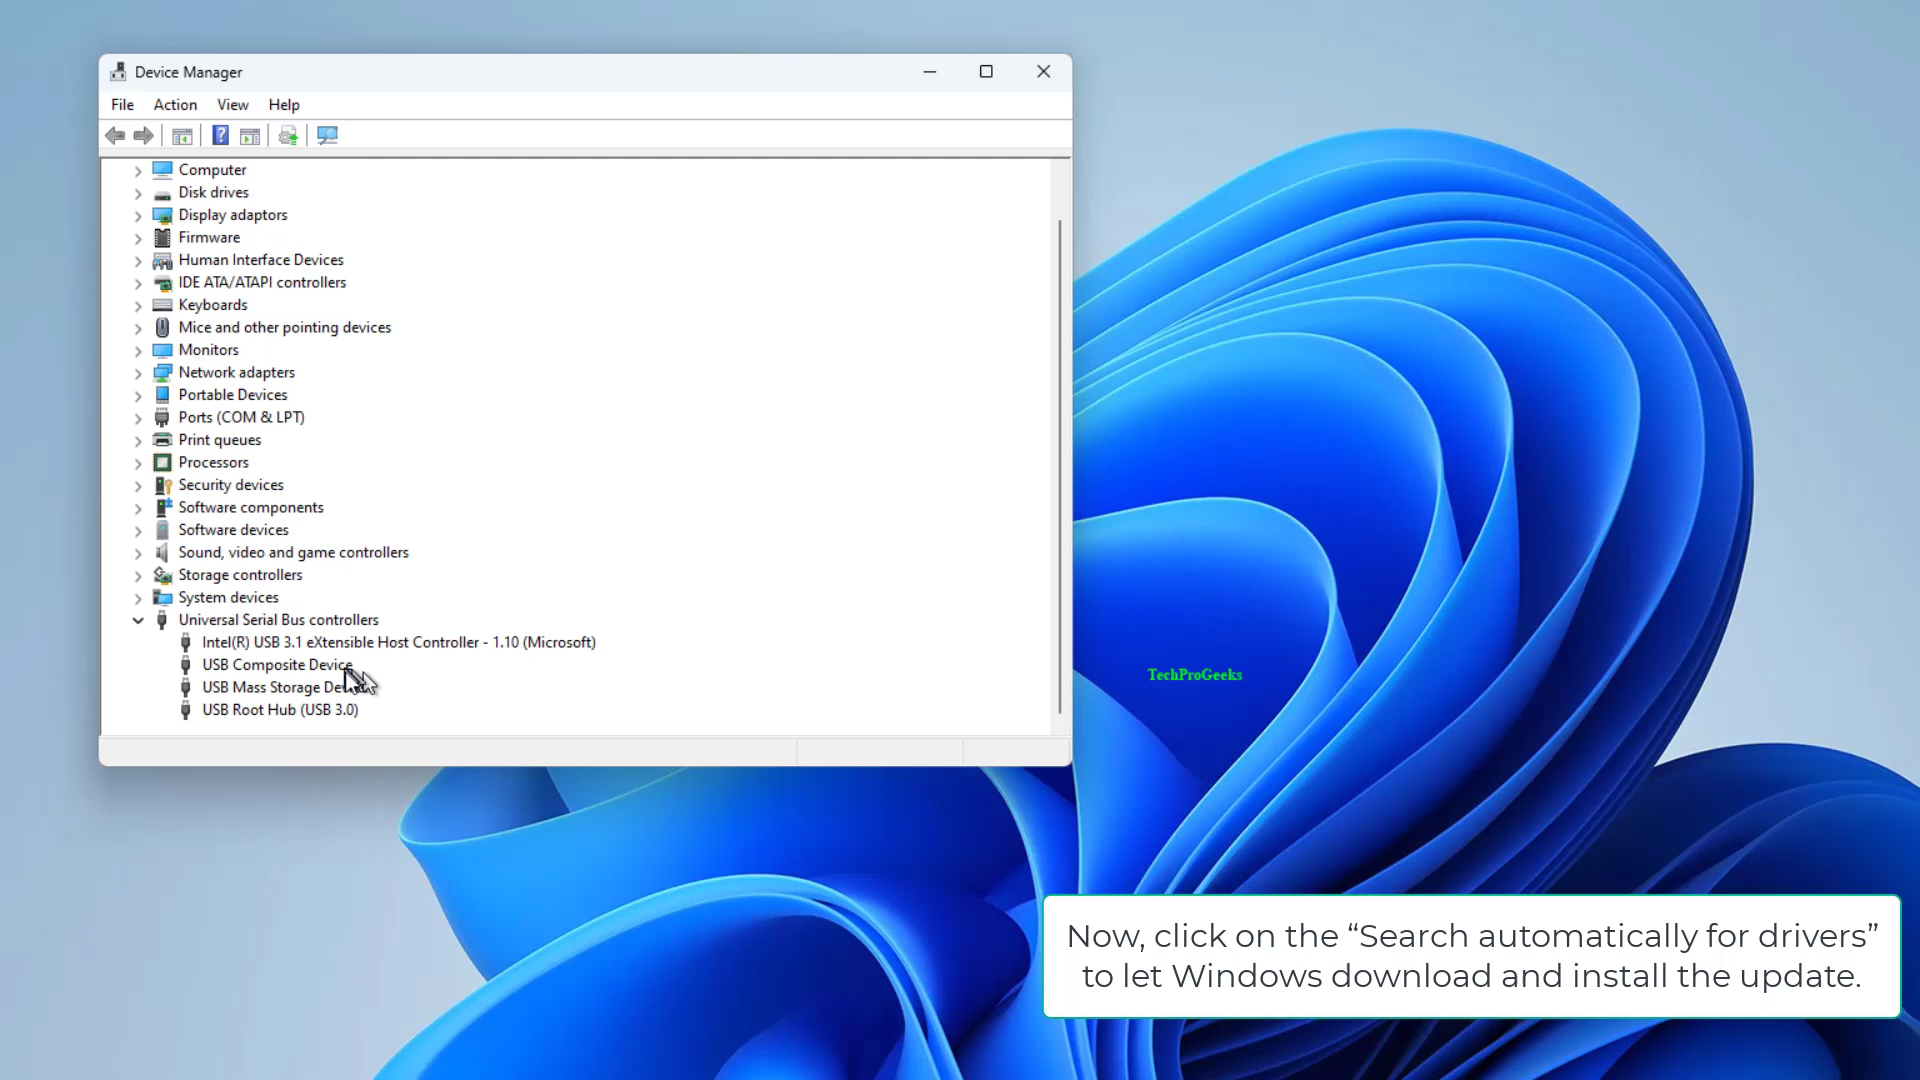 Device Manager
File Action View Help
Computer
Disk drives
Display adaptors
Firmware
Human Interface Devices
IDE ATA/ATAPI controllers
Keyboards
Mice and other pointing devices
Monitors
Network adapters
Portable Devices
Ports (COM & LPT)
Print queues
Processors
Security devices
Software components
Software devices
Sound, video and game controllers
Storage controllers
System devices
Universal Serial Bus controllers
Intel(R) USB 3.1 eXtensible Host Controller - 1.10 (Microsoft)
USB Composite Device
USB Mass Storage
USB Root Hub (USB 3.0)
TechProGeeks
Now, click on the “Search automatically for drivers”
to let Windows download and install the update.